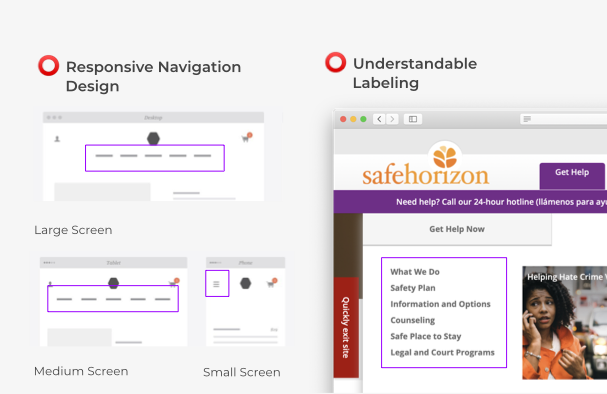 Responsive Navigation
Design
Desktop
Large Screen
Tablet
Phone
Medium Screen
Small Screen
Understandable
Labeling
safehorizon
Get Help
Need help? Call our 24-hour hotline (llámenos para ayu
Get Help Now
What We Do
Safety Plan
Information and Options
Counseling
Safe Place to Stay
Legal and Court Programs
Quickly exit site
Helping Hate Crime V